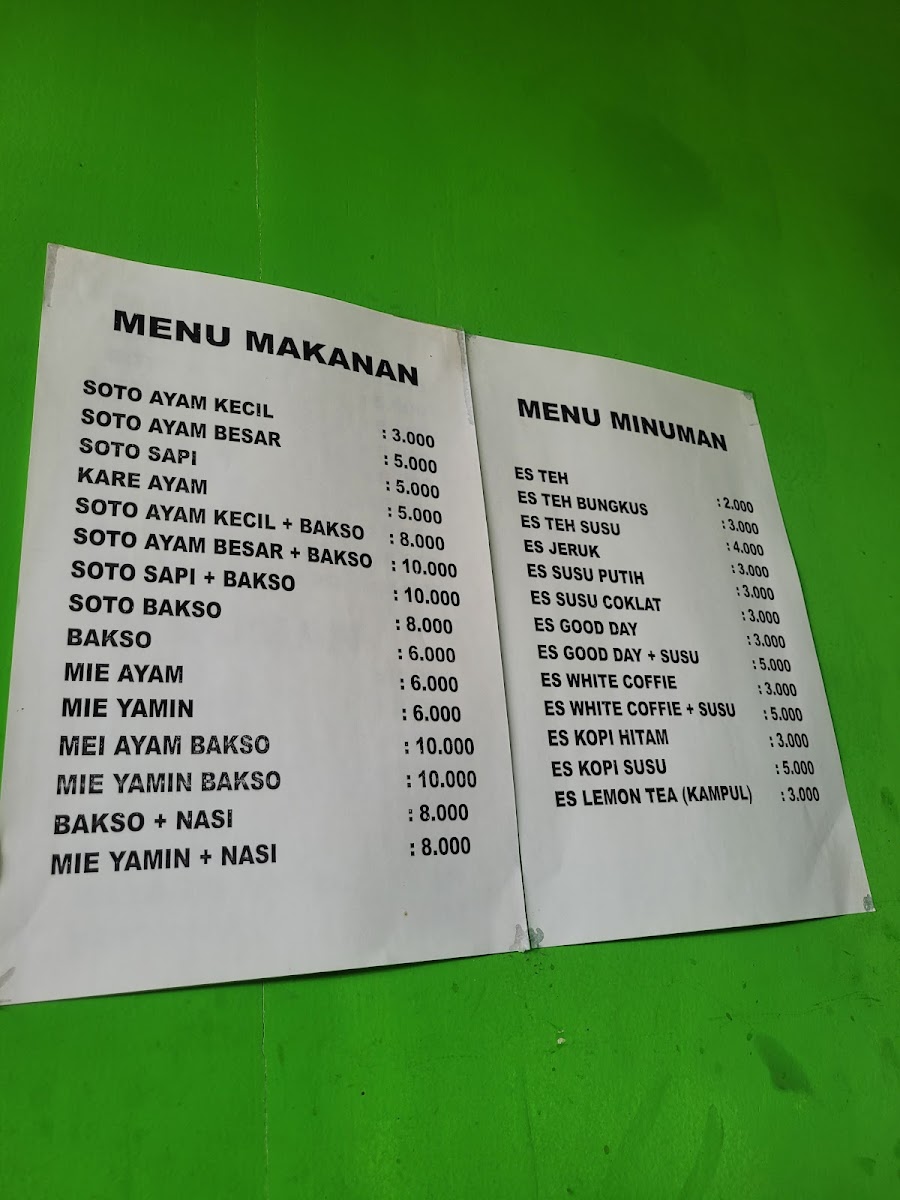 MENU MAKANAN
SOTO AYAM KECIL : 3.000
SOTO AYAM BESAR : 5.000
SOTO SAPI : 5.000
KARE AYAM : 5.000
SOTO AYAM KECIL + BAKSO : 8.000
SOTO AYAM BESAR + BAKSO : 10.000
SOTO SAPI + BAKSO : 10.000
SOTO BAKSO : 8.000
BAKSO : 6.000
MIE AYAM : 6.000
MIE YAMIN : 6.000
MEI AYAM BAKSO : 10.000
MIE YAMIN BAKSO : 10.000
BAKSO + NASI : 8.000
MIE YAMIN + NASI : 8.000
MENU MINUMAN
ES TEH : 2.000
ES TEH BUNGKUS : 3.000
ES TEH SUSU : 4.000
ES JERUK : 3.000
ES SUSU PUTIH : 3.000
ES SUSU COKLAT : 3.000
ES GOOD DAY : 3.000
ES GOOD DAY + SUSU : 5.000
ES WHITE COFFIE : 3.000
ES WHITE COFFIE + SUSU : 5.000
ES KOPI HITAM : 3.000
ES KOPI SUSU : 5.000
ES LEMON TEA (KAMPUL) : 3.000